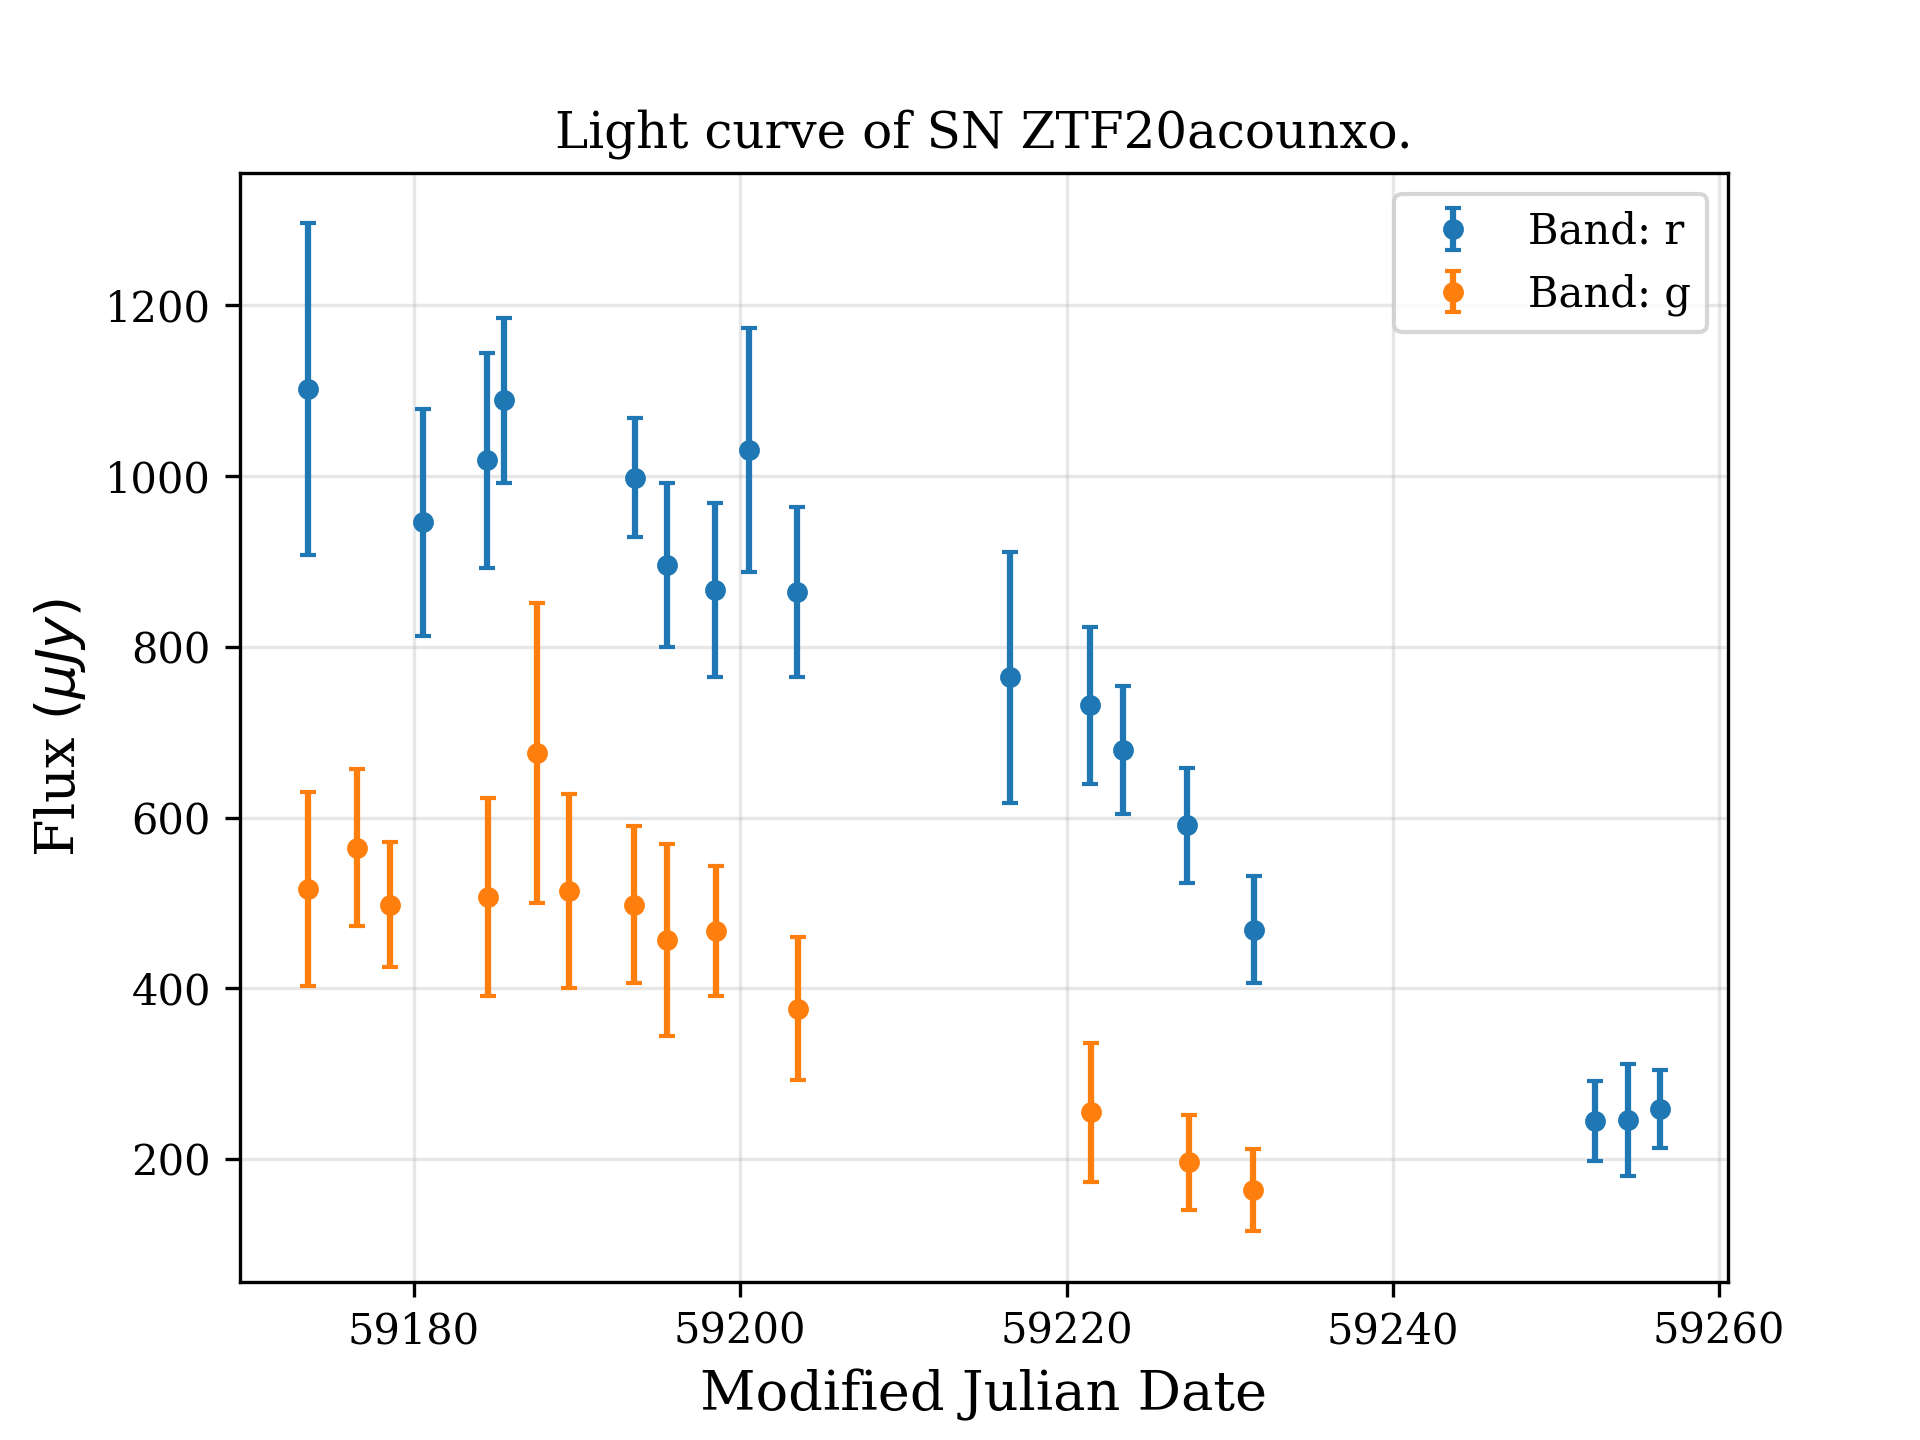 Light curve of SN ZTF20acounxo.
Band: r
Band: g
1200
1000
800
600
400
200
Flux (μJy)
59180 59200 59220 59240 59260
Modified Julian Date